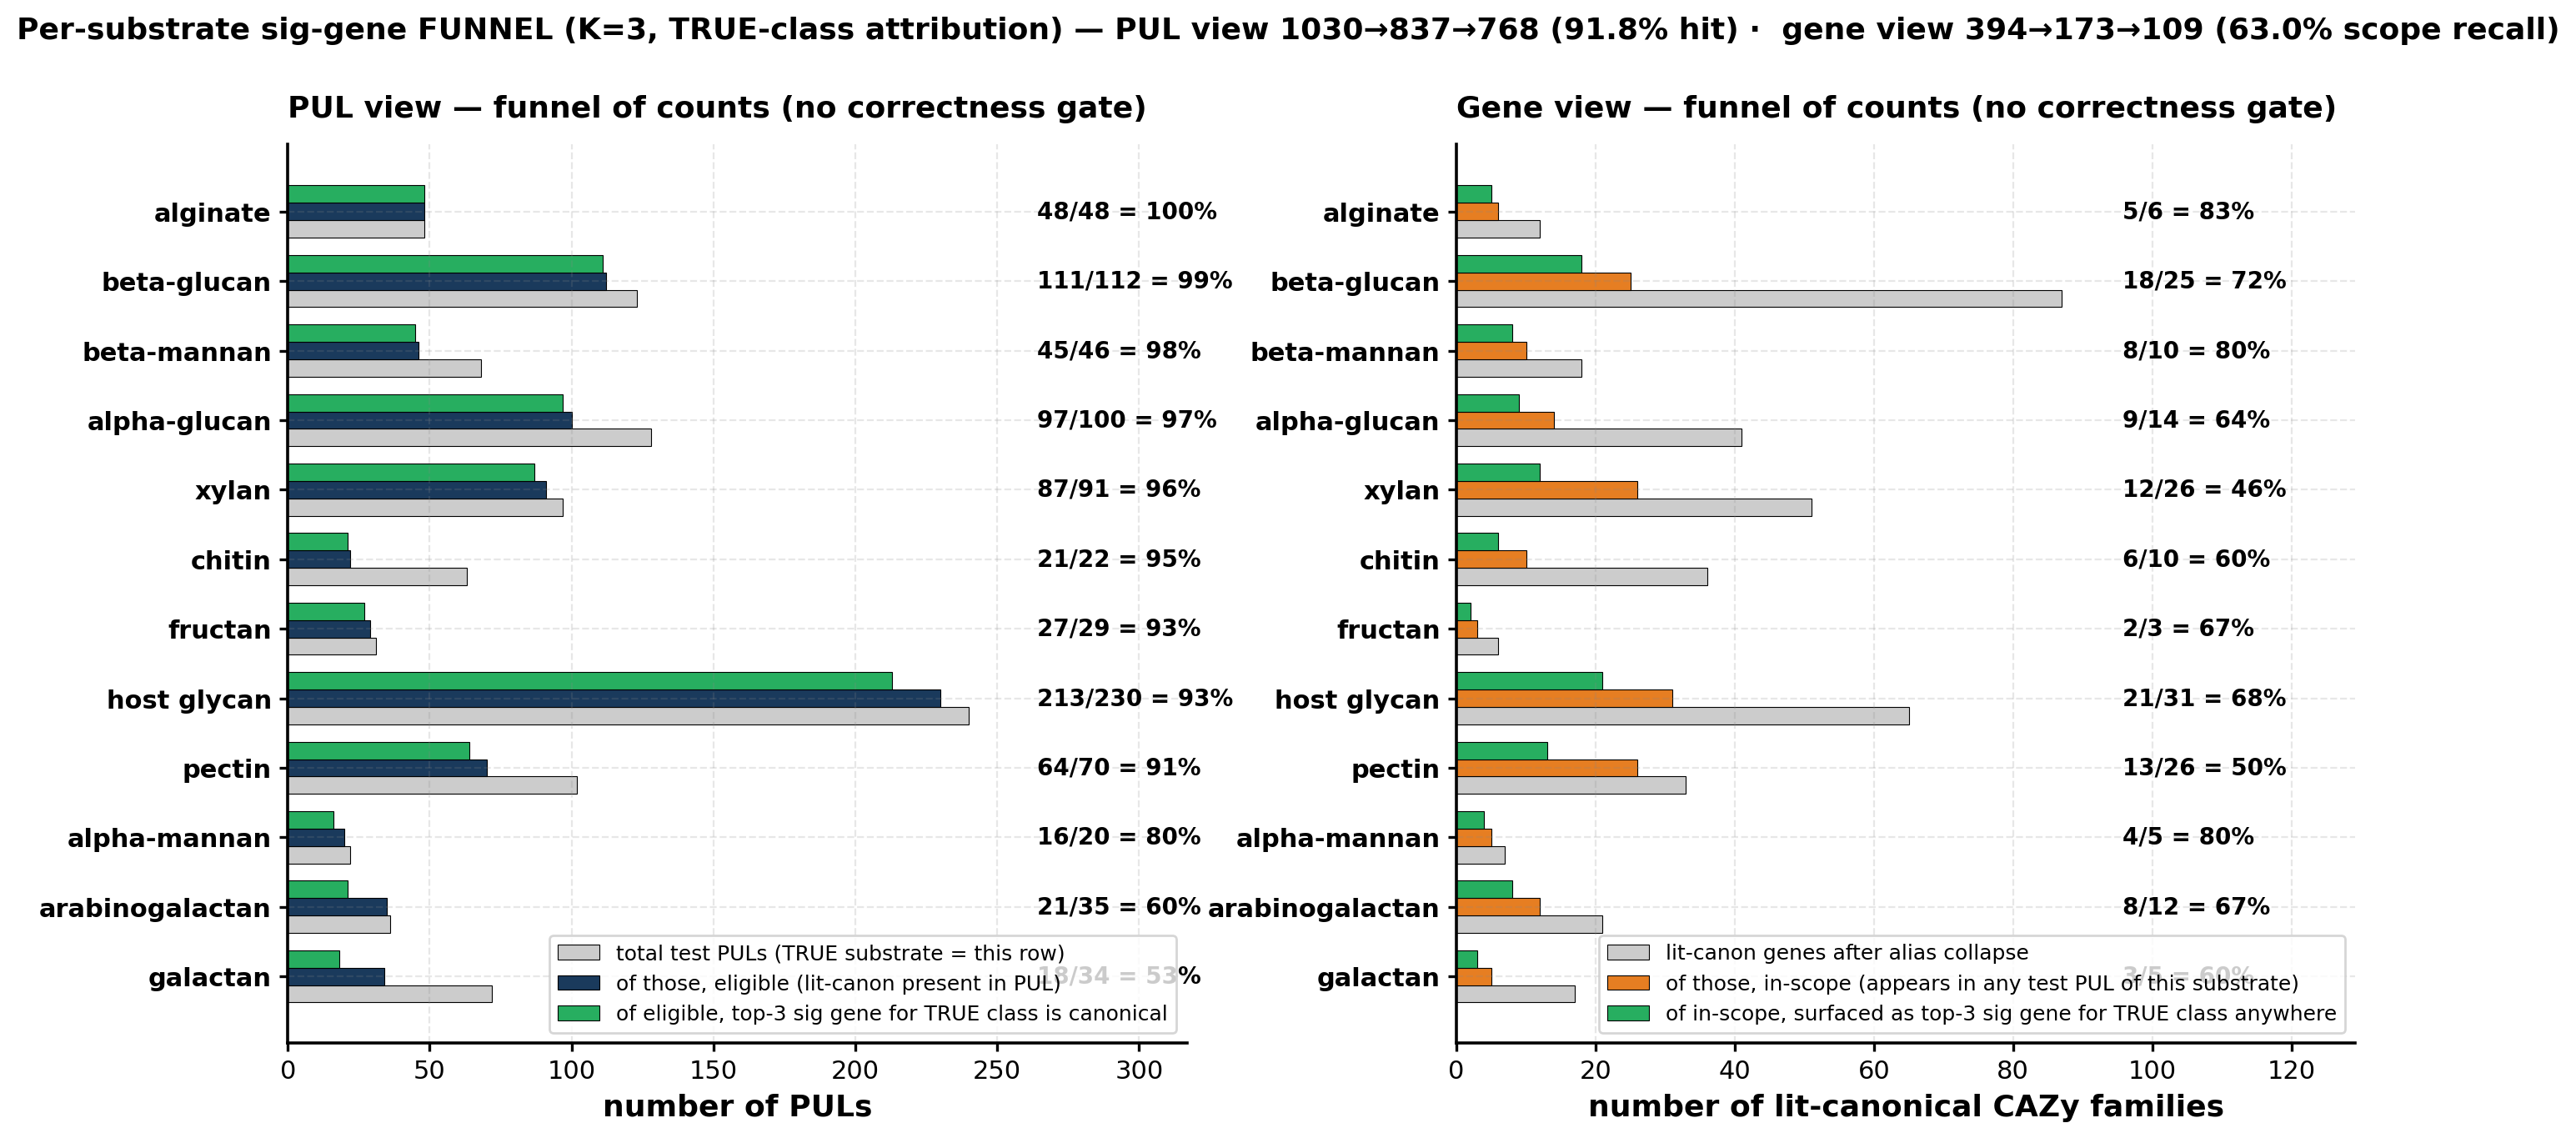 Per-substrate sig-gene FUNNEL (K=3, TRUE-class attribution) — PUL view 1030→837→768 (91.8% hit) · gene view 394→173→109 (63.0% scope recall)
PUL view — funnel of counts (no correctness gate)
alginate
48/48 = 100%
beta-glucan
111/112 = 99%
beta-mannan
45/46 = 98%
alpha-glucan
97/100 = 97%
xylan
87/91 = 96%
chitin
21/22 = 95%
fructan
27/29 = 93%
host glycan
213/230 = 93%
pectin
64/70 = 91%
alpha-mannan
16/20 = 80%
arabinogalactan
21/35 = 60%
galactan
18/34 = 53%
total test PULs (TRUE substrate = this row)
of those, eligible (lit-canon present in PUL)
of eligible, top-3 sig gene for TRUE class is canonical
0 50 100 150 200 250 300
number of PULs
Gene view — funnel of counts (no correctness gate)
alginate
5/6 = 83%
beta-glucan
18/25 = 72%
beta-mannan
8/10 = 80%
alpha-glucan
9/14 = 64%
xylan
12/26 = 46%
chitin
6/10 = 60%
fructan
2/3 = 67%
host glycan
21/31 = 68%
pectin
13/26 = 50%
alpha-mannan
4/5 = 80%
arabinogalactan
8/12 = 67%
galactan
3/5 = 60%
lit-canon genes after alias collapse
of those, in-scope (appears in any test PUL of this substrate)
of in-scope, surfaced as top-3 sig gene for TRUE class anywhere
0 20 40 60 80 100 120
number of lit-canonical CAZy families